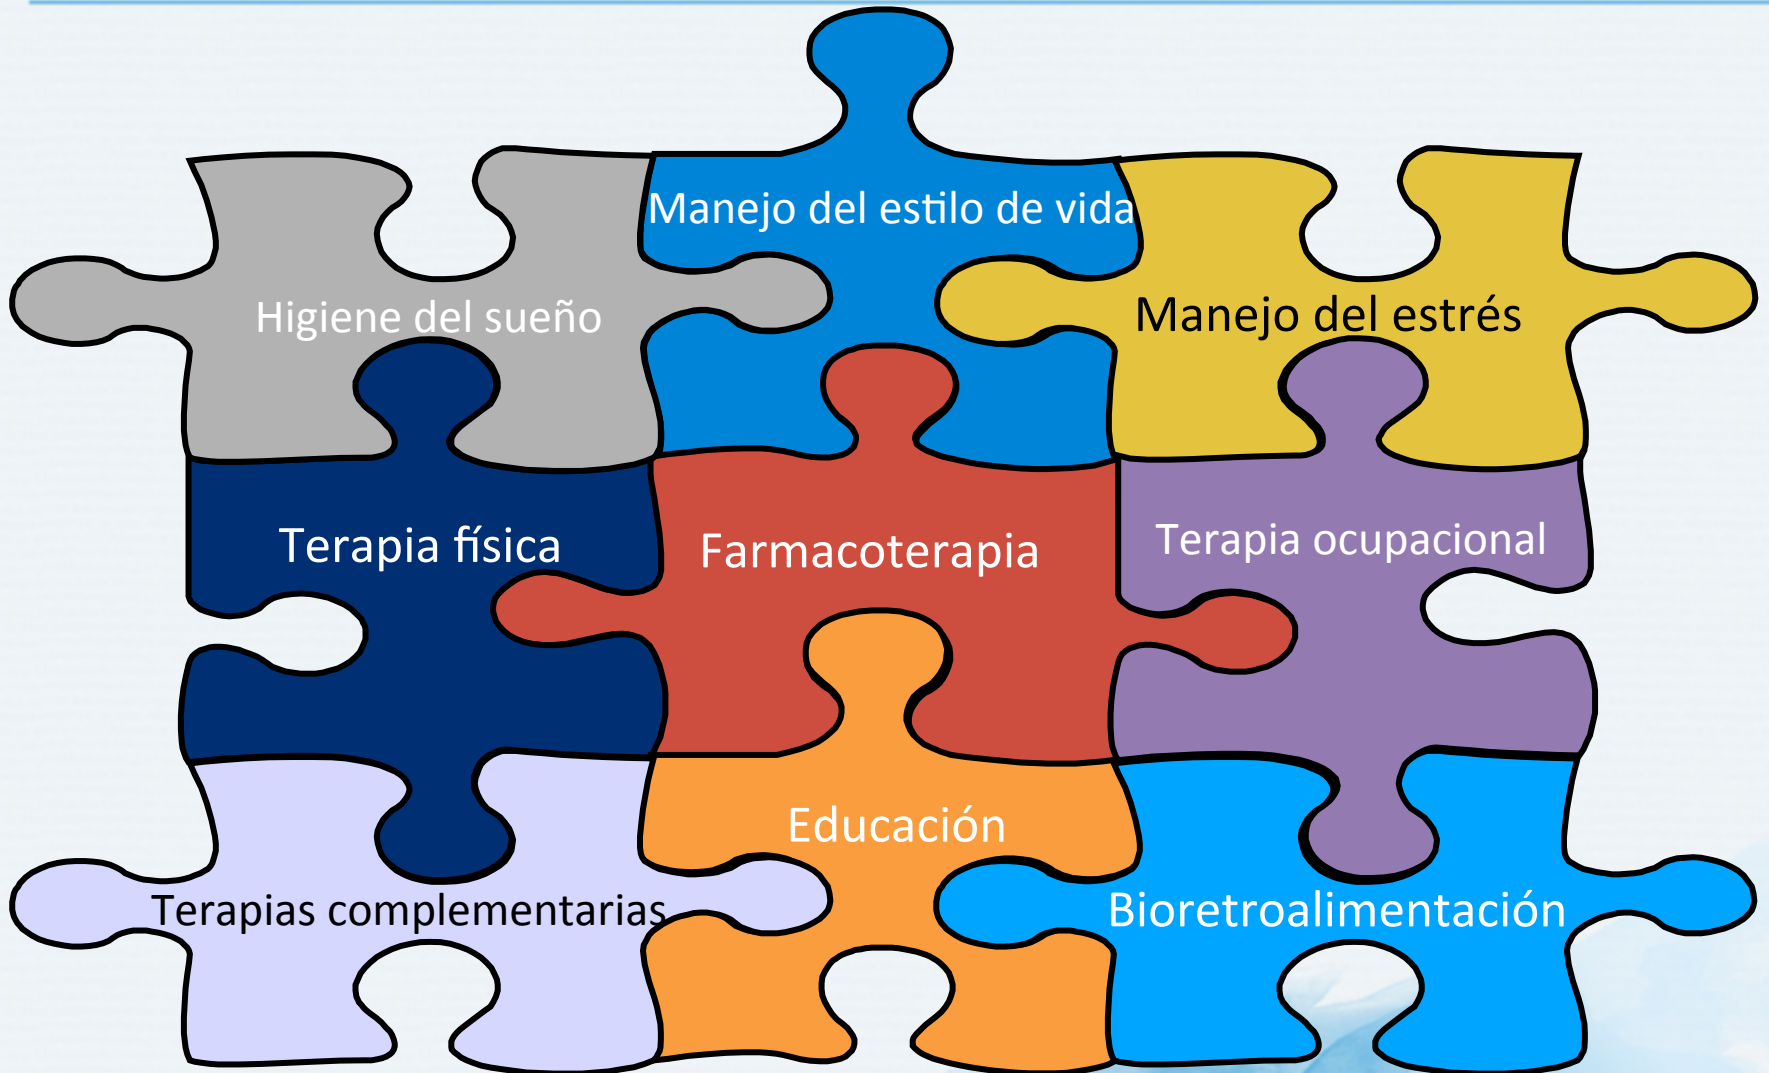 Manejo del estilo de vida
Higiene del sueño
Manejo del estrés
Terapia física
Farmacoterapia
Terapia ocupacional
Educación
Terapias complementarias
Bioretroalimentación